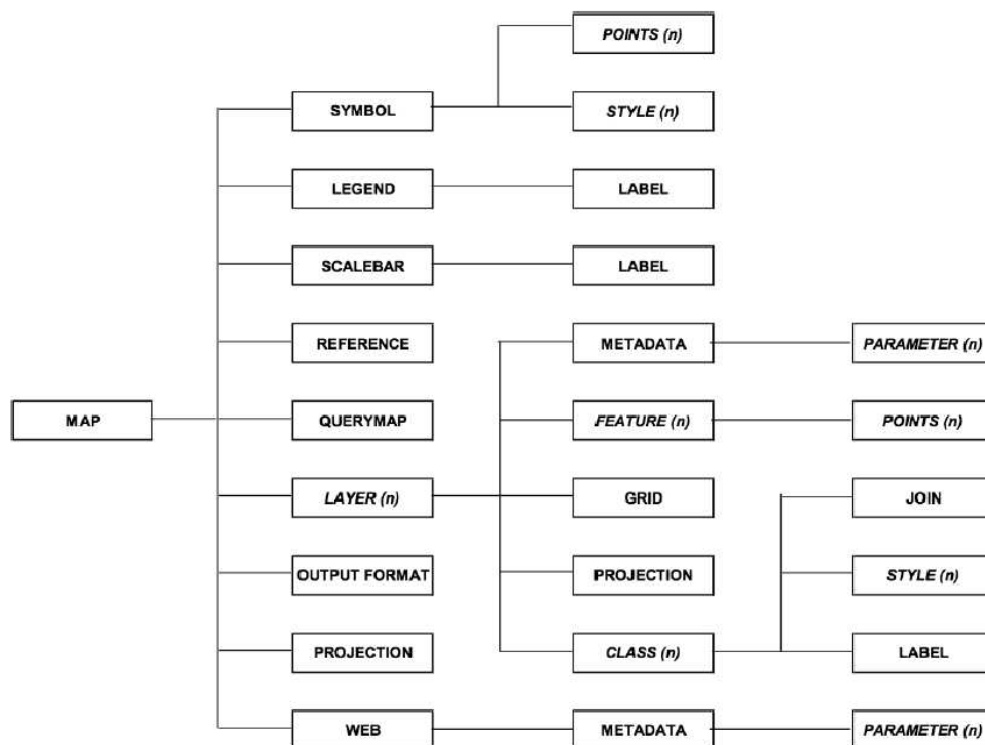 POINTS (n)
SYMBOL
STYLE (n)
LEGEND
LABEL
SCALEBAR
LABEL
REFERENCE
METADATA
PARAMETER (n)
MAP
QUERYMAP
FEATURE (n)
POINTS (n)
LAYER (n)
GRID
JOIN
OUTPUT FORMAT
PROJECTION
STYLE (n)
PROJECTION
CLASS (n)
LABEL
WEB
METADATA
PARAMETER (n)